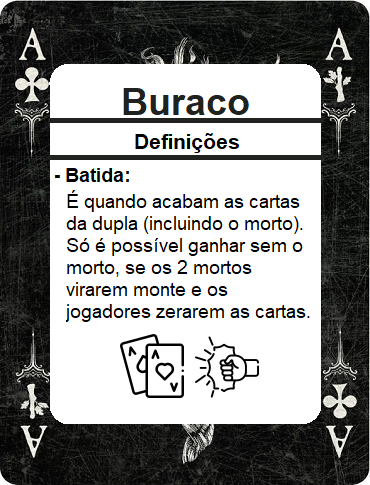 A
A
Buraco
Definições
- Batida:
É quando acabam as cartas
da dupla (incluindo o morto).
Só é possível ganhar sem o
morto, se os 2 mortos
virarem monte e os
jogadores zerarem as cartas.
A
A
A
A
A